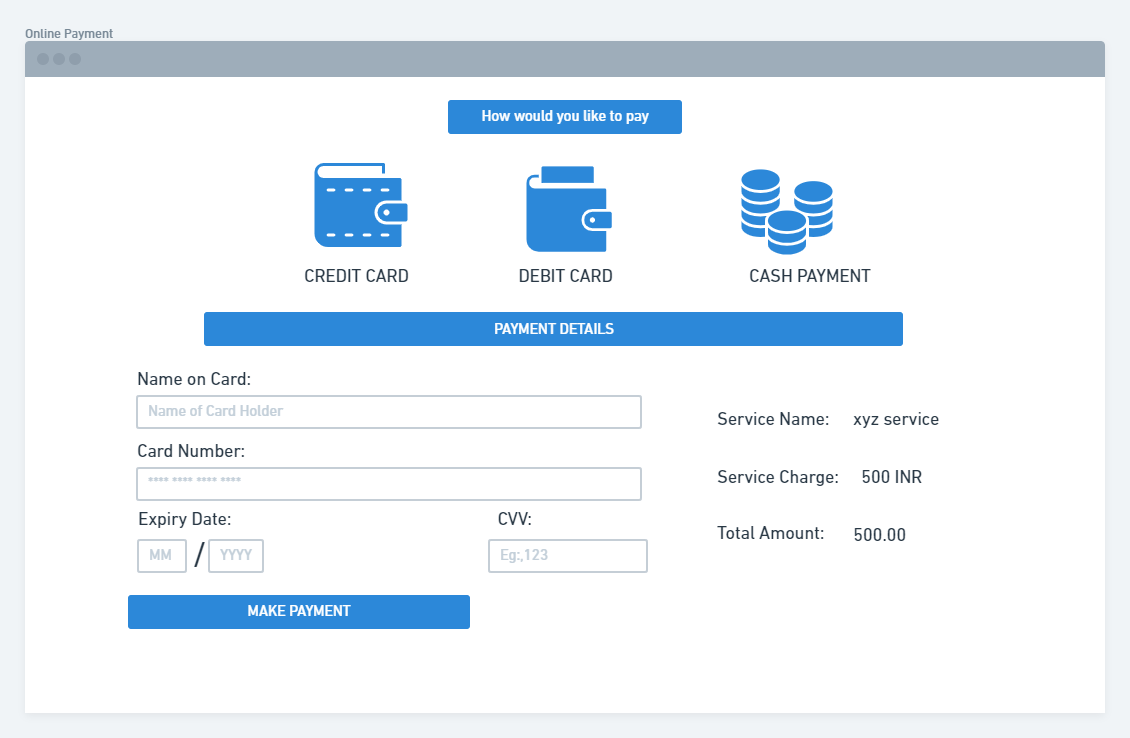 Online Payment
How would you like to pay
CREDIT CARD
DEBIT CARD
CASH PAYMENT
PAYMENT DETAILS
Name on Card:
Name of Card Holder
Card Number:
**** **** **** ****
Expiry Date:
CVV:
MM / YYYY
Eg:,123
MAKE PAYMENT
Service Name: xyz service
Service Charge: 500 INR
Total Amount: 500.00